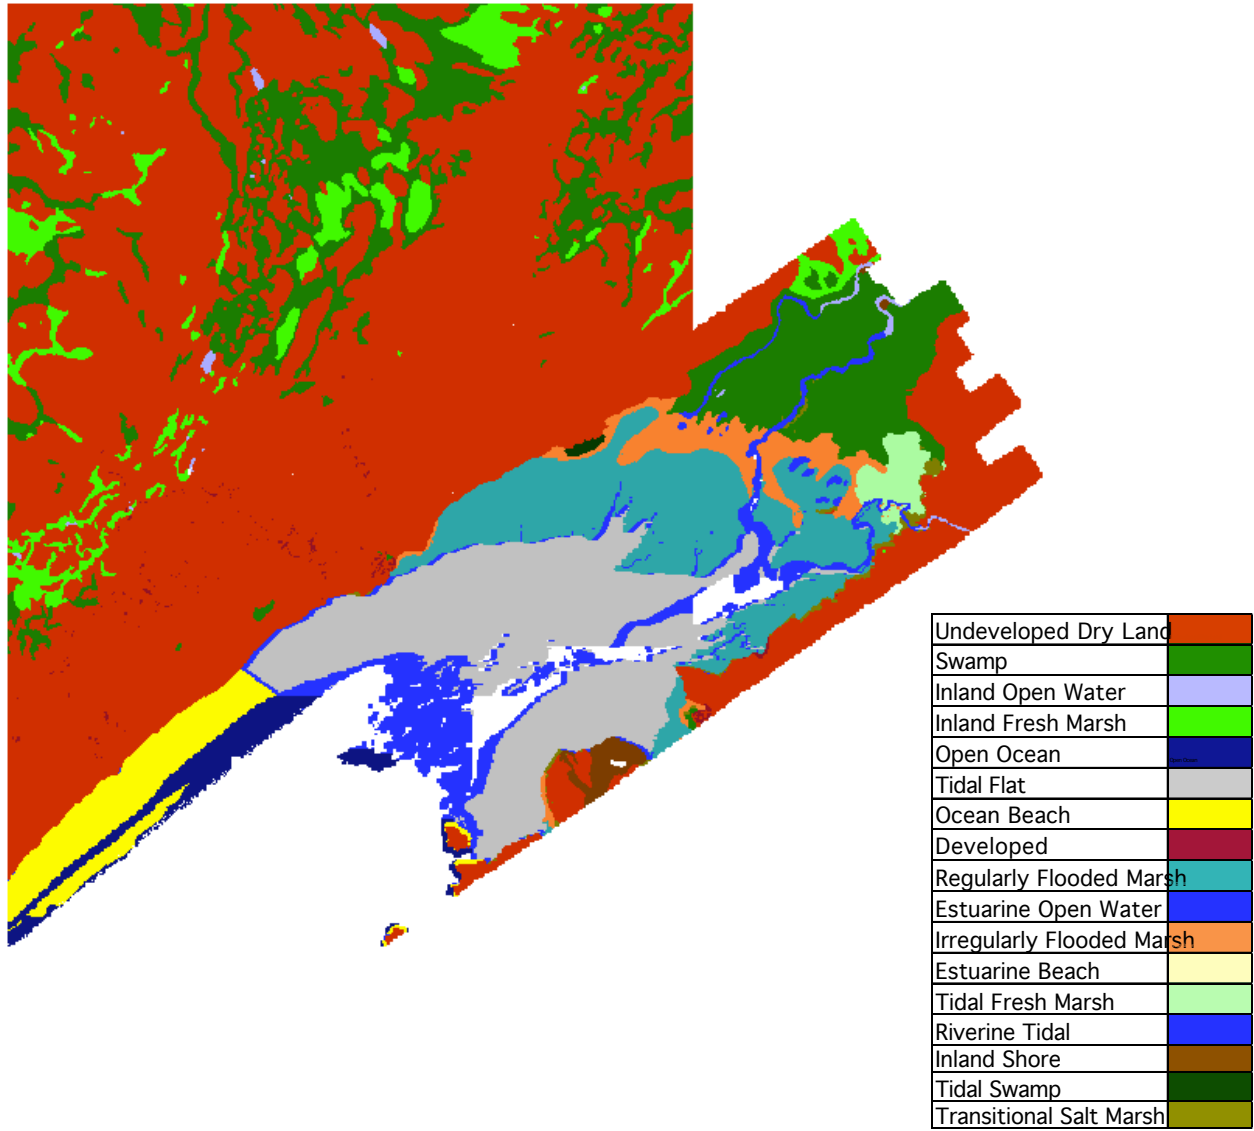 Undeveloped Dry Land
Swamp
Inland Open Water
Inland Fresh Marsh
Open Ocean
Tidal Flat
Ocean Beach
Developed
Regularly Flooded Marsh
Estuarine Open Water
Irregularly Flooded Marsh
Estuarine Beach
Tidal Fresh Marsh
Riverine Tidal
Inland Shore
Tidal Swamp
Transitional Salt Marsh